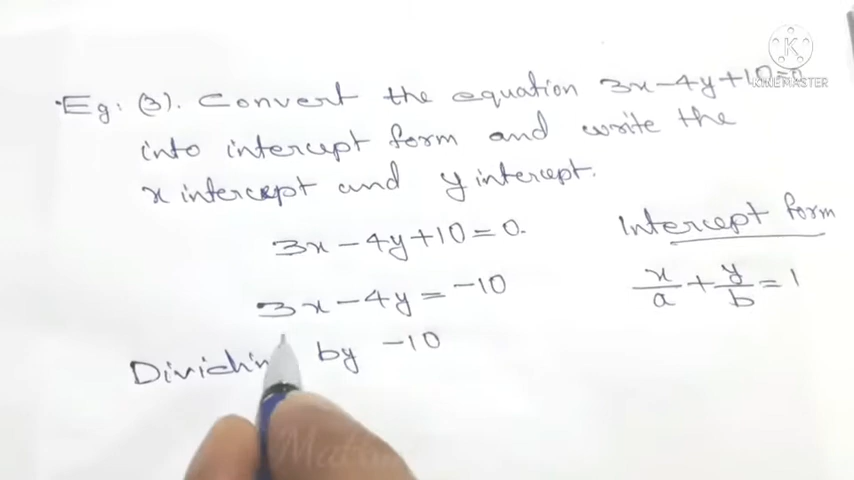 K
KINEMASTER
Eg: (3). Convert the equation 3x-4y+10=0
into intercept form and write the
x intercept and y intercept.
3x-4y+10=0.
Intercept form
3x-4y=-10
x/a + y/b = 1
Dividin by -10